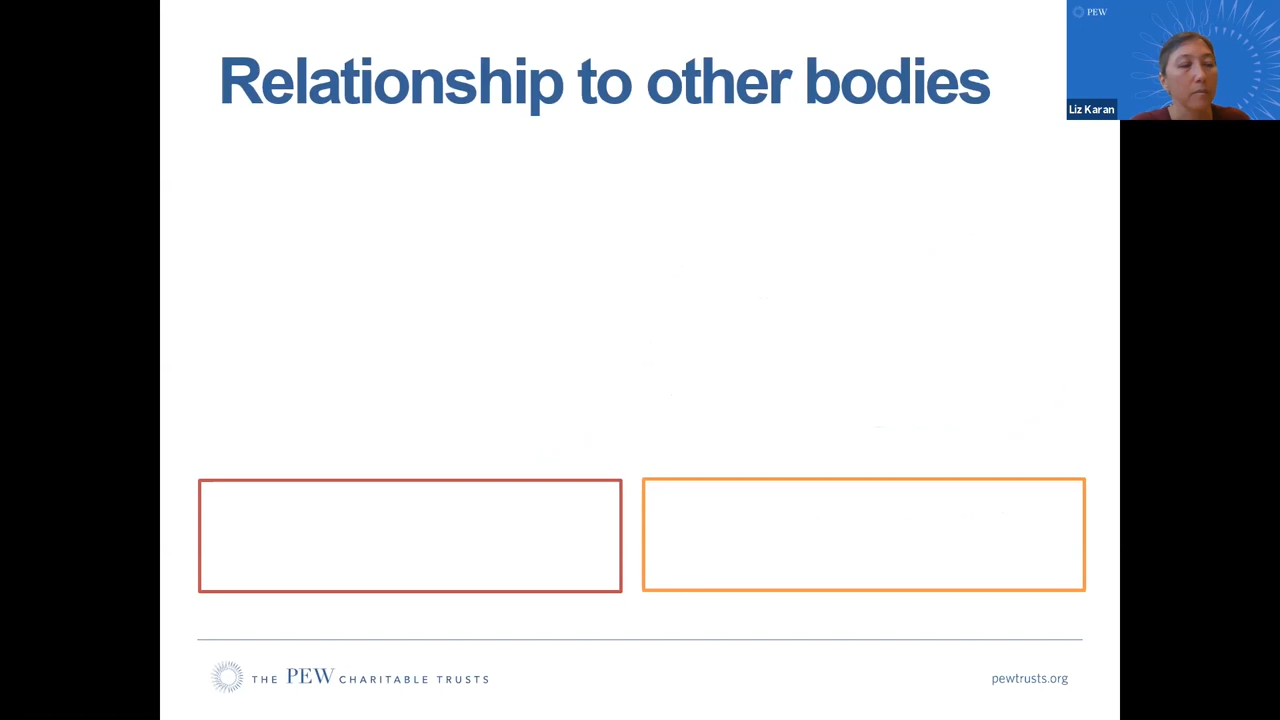 Relationship to other bodies
PEW
Liz Karan
THE PEW CHARITABLE TRUSTS
pewtrusts.org